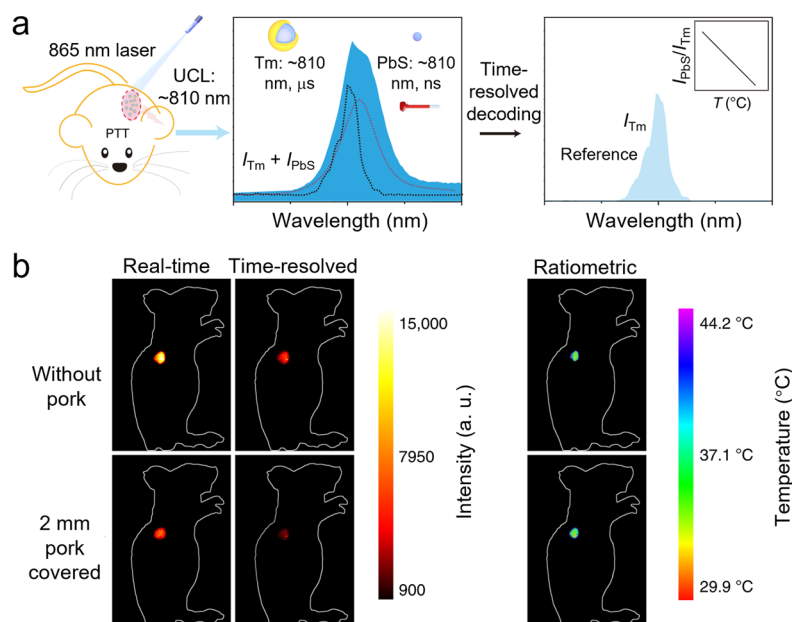 a
865 nm laser
UCL:
~810 nm
PTT
Tm: ~810
nm, μs
PbS: ~810
nm, ns
I_Tm + I_PbS
Wavelength (nm)
Time-
resolved
decoding
I_PbS/I_Tm
T (°C)
I_Tm
Reference
Wavelength (nm)
b
Real-time
Time-resolved
Ratiometric
Without
pork
2 mm
pork
covered
15,000
7950
900
Intensity (a. u.)
44.2 °C
37.1 °C
29.9 °C
Temperature (°C)